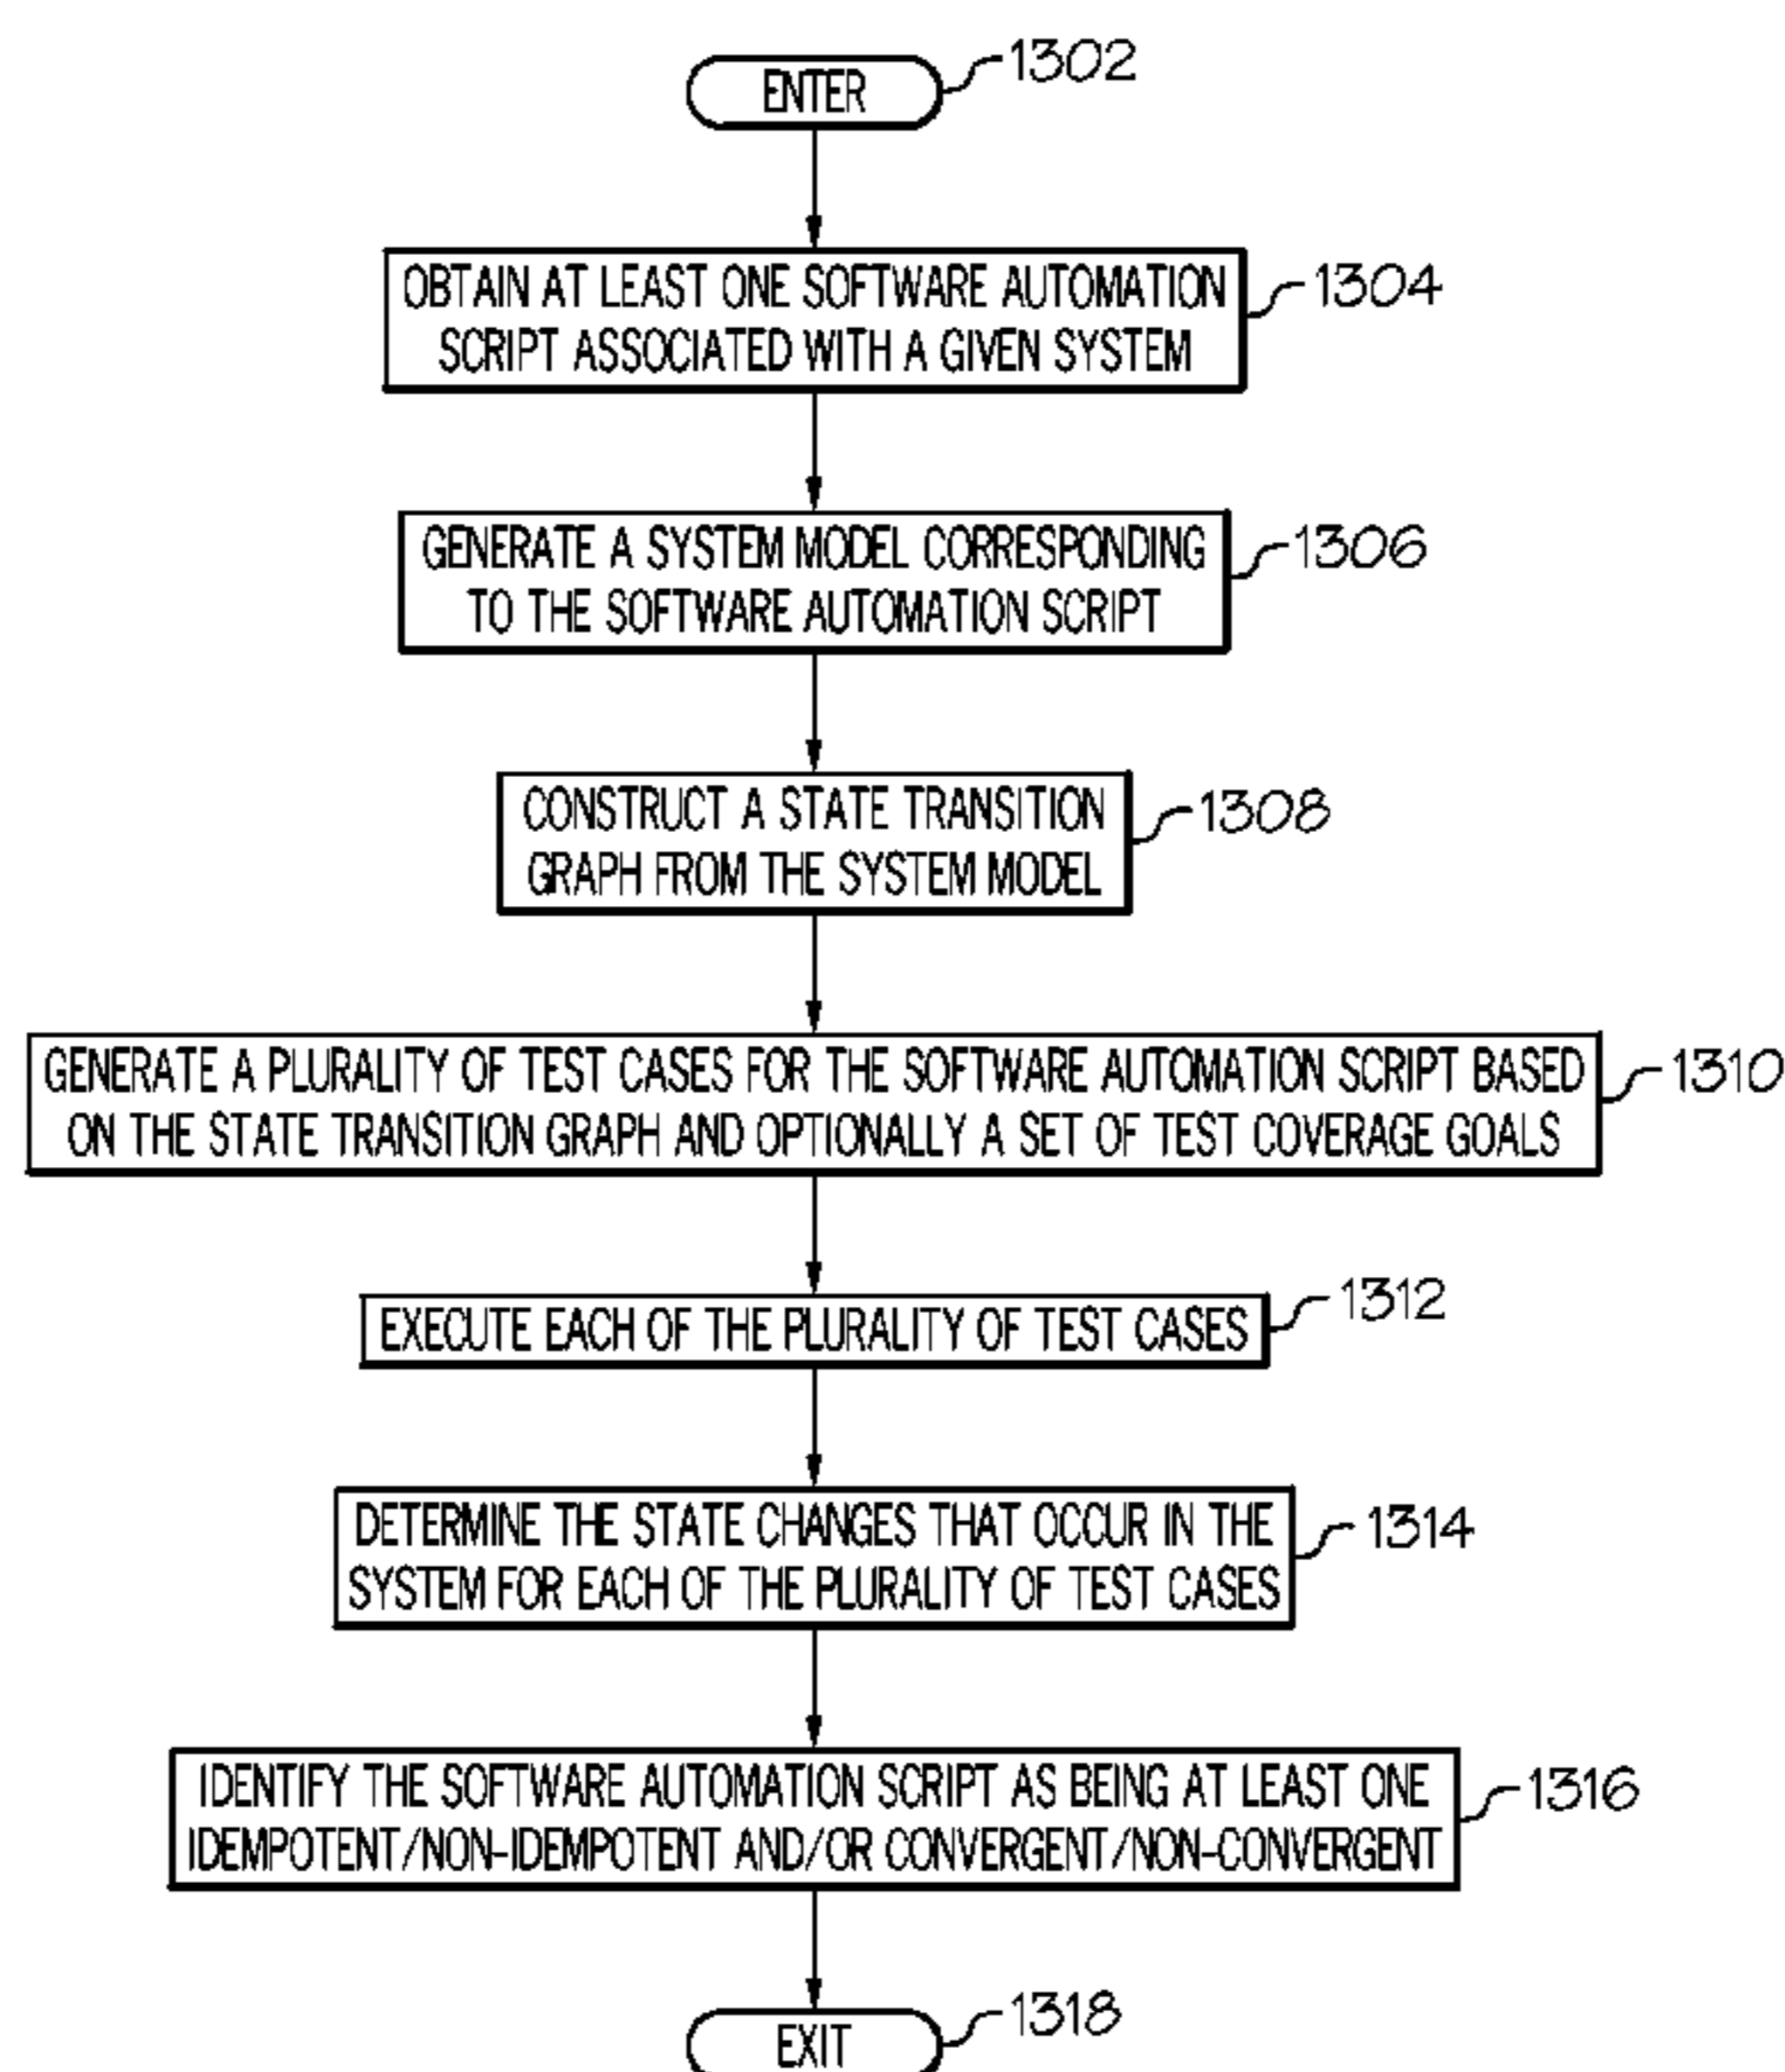 ENTER
1302
OBTAIN AT LEAST ONE SOFTWARE AUTOMATION
SCRIPT ASSOCIATED WITH A GIVEN SYSTEM
1304
GENERATE A SYSTEM MODEL CORRESPONDING
TO THE SOFTWARE AUTOMATION SCRIPT
1306
CONSTRUCT A STATE TRANSITION
GRAPH FROM THE SYSTEM MODEL
1308
GENERATE A PLURALITY OF TEST CASES FOR THE SOFTWARE AUTOMATION SCRIPT BASED
ON THE STATE TRANSITION GRAPH AND OPTIONALLY A SET OF TEST COVERAGE GOALS
1310
EXECUTE EACH OF THE PLURALITY OF TEST CASES
1312
DETERMINE THE STATE CHANGES THAT OCCUR IN THE
SYSTEM FOR EACH OF THE PLURALITY OF TEST CASES
1314
IDENTIFY THE SOFTWARE AUTOMATION SCRIPT AS BEING AT LEAST ONE
IDEMPOTENT/NON-IDEMPOTENT AND/OR CONVERGENT/NON-CONVERGENT
1316
EXIT
1318